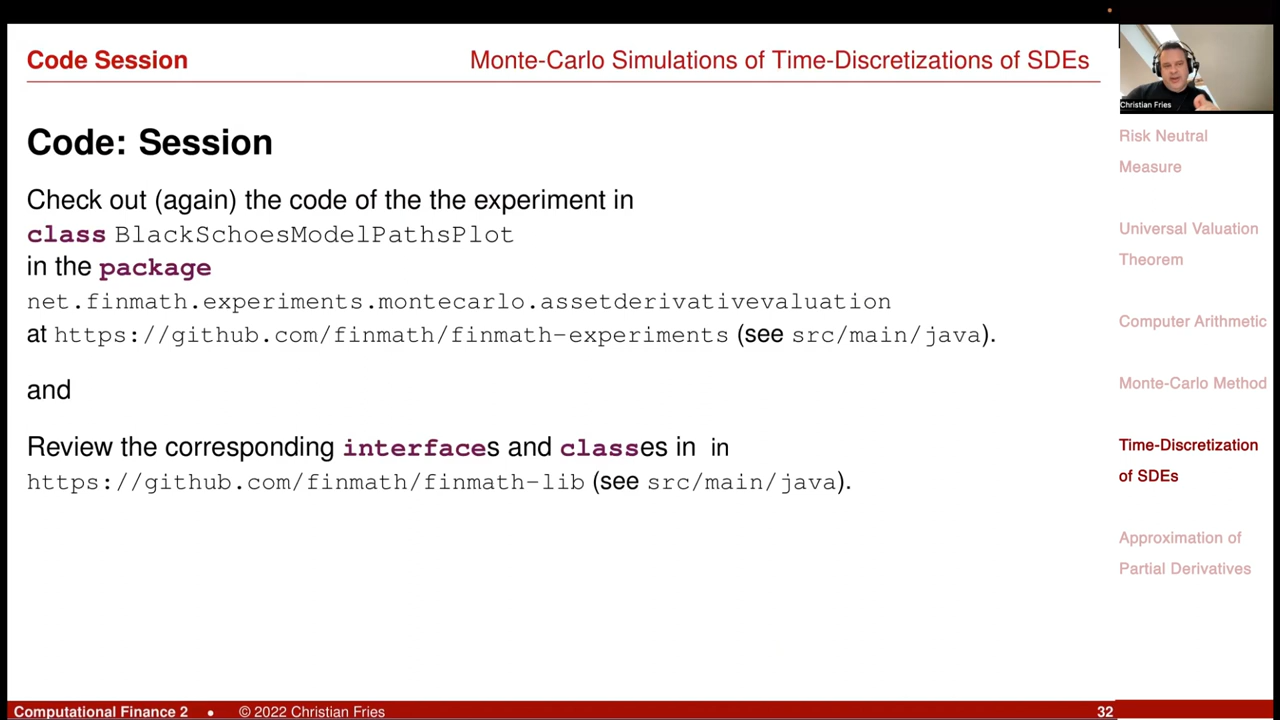 Code Session
Monte-Carlo Simulations of Time-Discretizations of SDEs
Christian Fries
Code: Session
Check out (again) the code of the the experiment in
class BlackSchoesModelPathsPlot
in the package
net.finmath.experiments.montecarlo.assetderivativevaluation
at https://github.com/finmath/finmath-experiments (see src/main/java).
and
Review the corresponding interfaces and classes in in
https://github.com/finmath/finmath-lib (see src/main/java).
Risk Neutral
Measure
Universal Valuation
Theorem
Computer Arithmetic
Monte-Carlo Method
Time-Discretization
of SDEs
Approximation of
Partial Derivatives
Computational Finance 2 • © 2022 Christian Fries
32